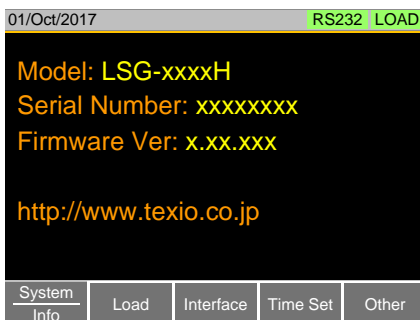 01/Oct/2017 RS232 LOAD
Model: LSG-xxxxH
Serial Number: xxxxxxxx
Firmware Ver: x.xx.xxx
http://www.texio.co.jp
System
Info
Load
Interface
Time Set
Other